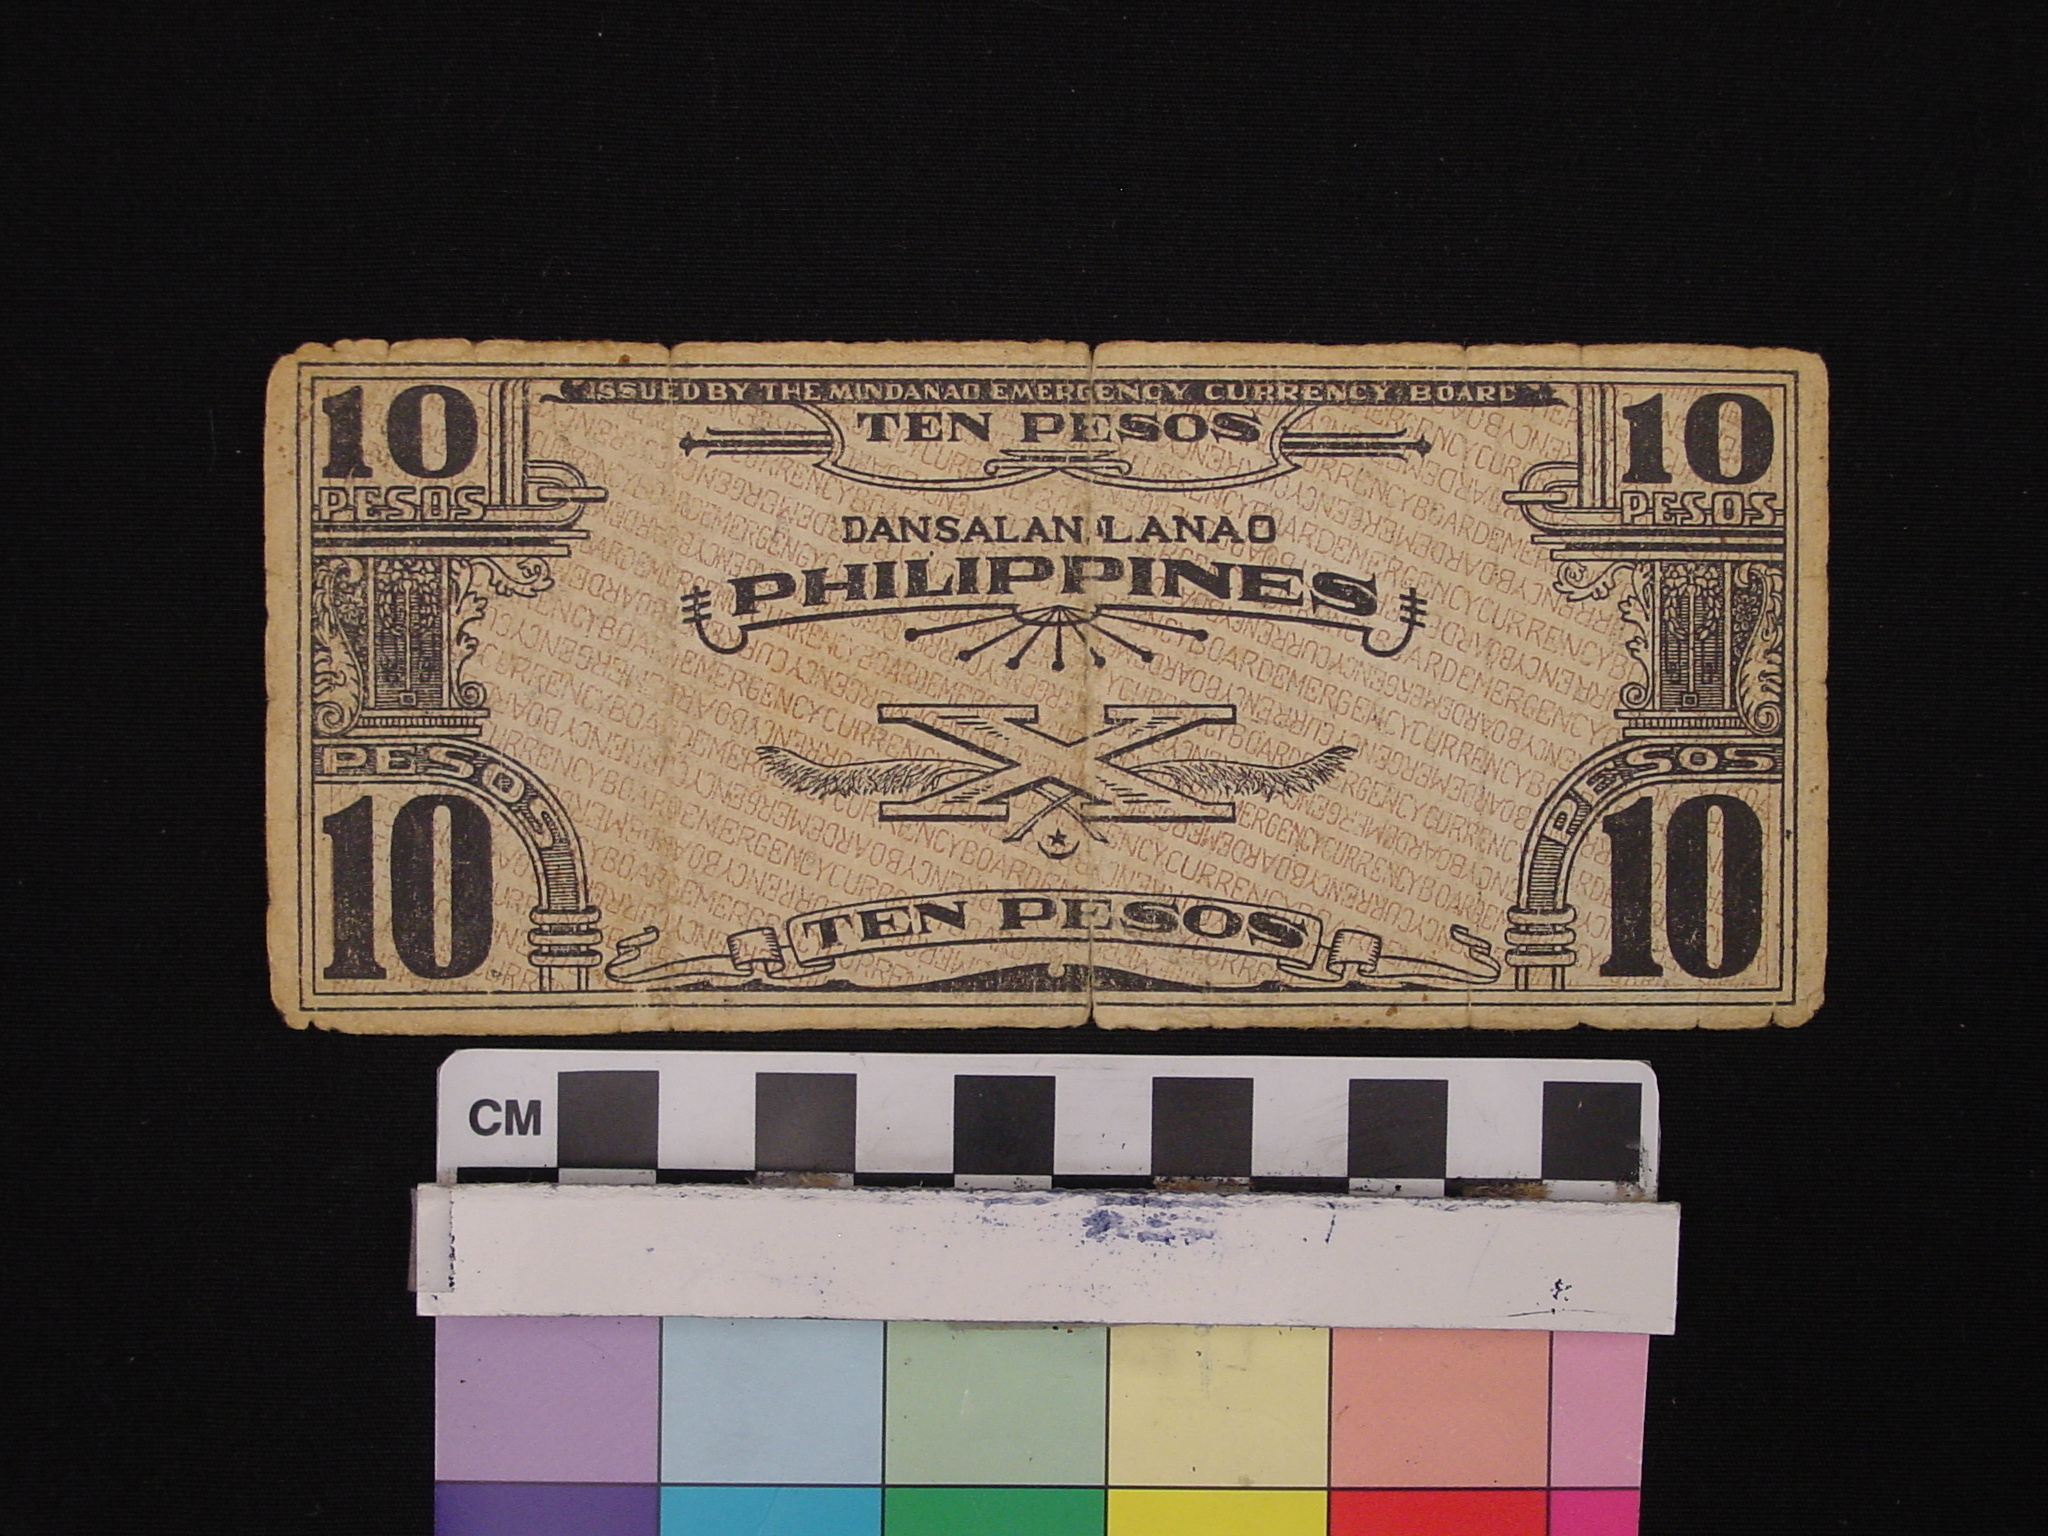 ISSUED BY THE MINDANAO EMERGENCY CURRENCY BOARD
10 PESOS
TEN PESOS
10 PESOS
DANSALAN LANAO
PHILIPPINES
X
PESOS 10
TEN PESOS
PESOS 10
CM